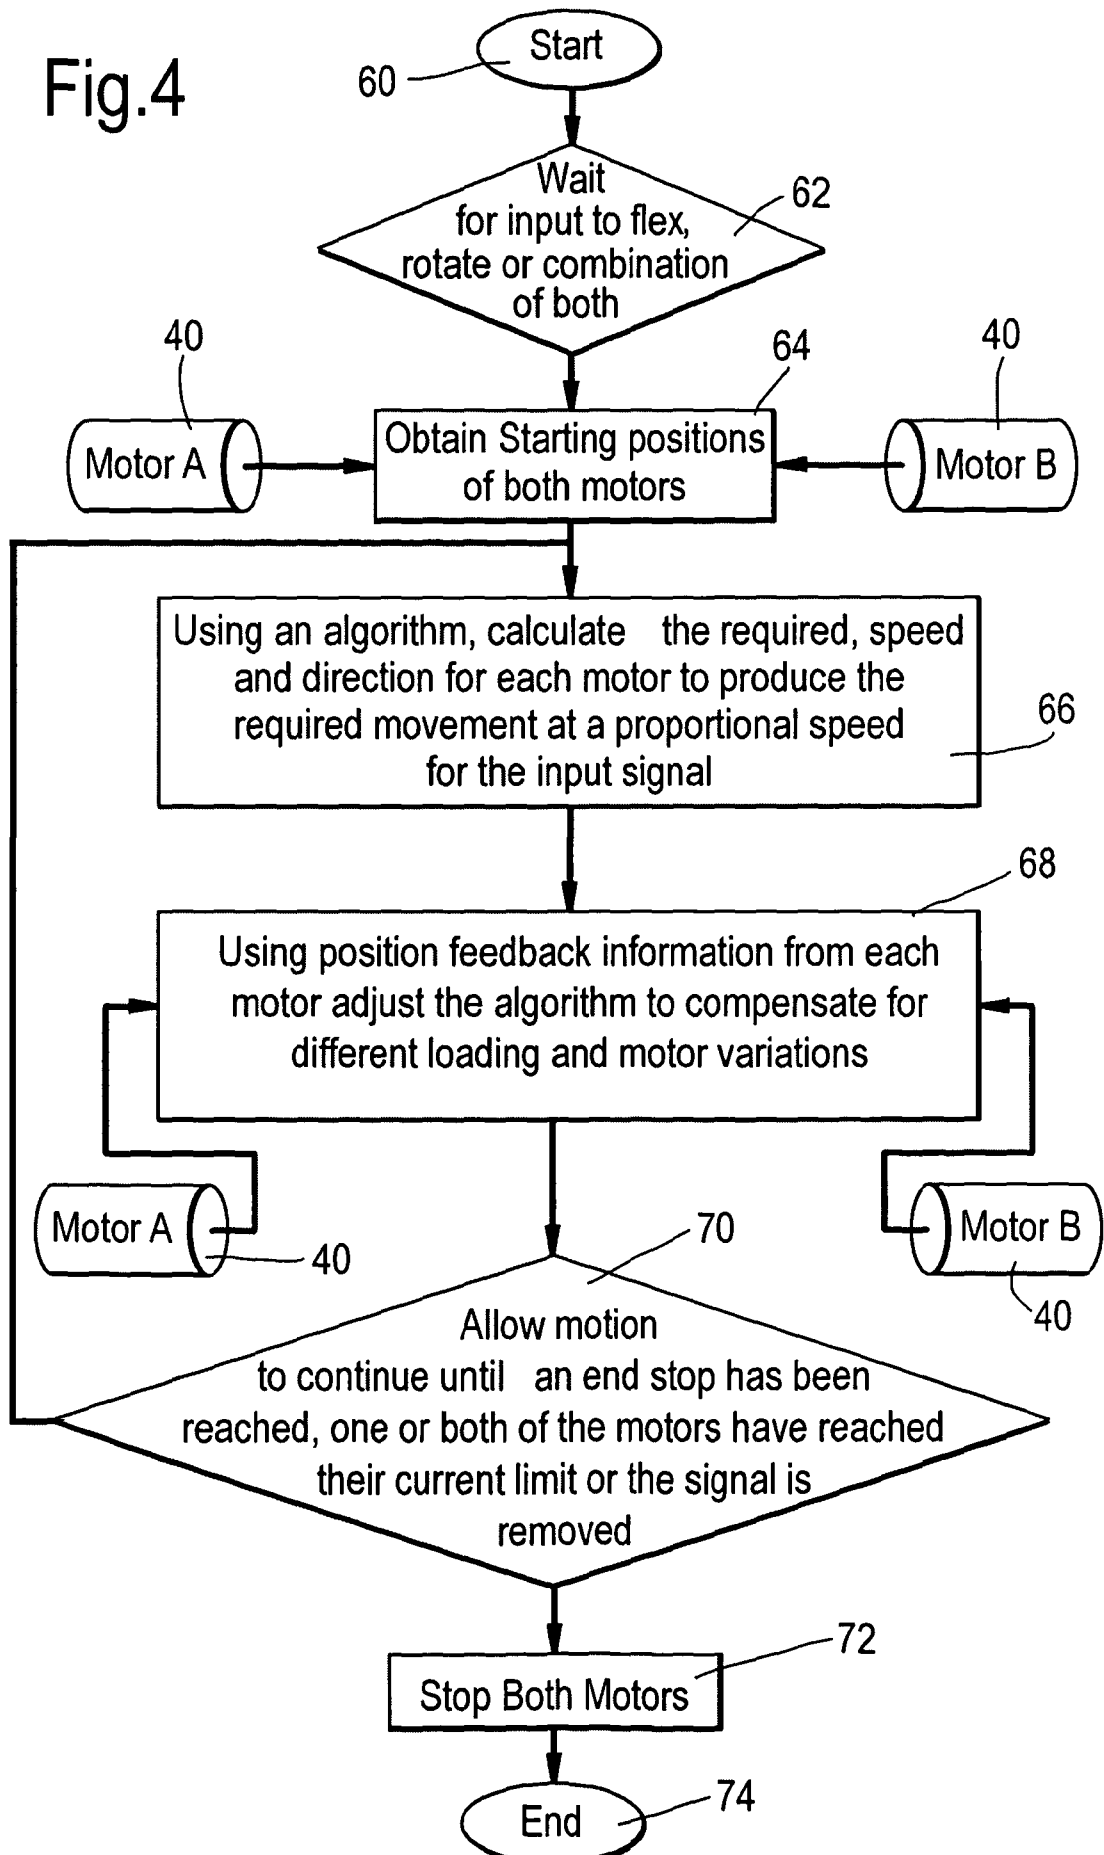 Fig.4
Start
60
Wait
for input to flex,
rotate or combination
of both
62
40
64
40
Motor A
Obtain Starting positions
of both motors
Motor B
Using an algorithm, calculate the required, speed
and direction for each motor to produce the
required movement at a proportional speed
for the input signal
66
68
Using position feedback information from each
motor adjust the algorithm to compensate for
different loading and motor variations
Motor A
40
70
Motor B
40
Allow motion
to continue until an end stop has been
reached, one or both of the motors have reached
their current limit or the signal is
removed
72
Stop Both Motors
74
End